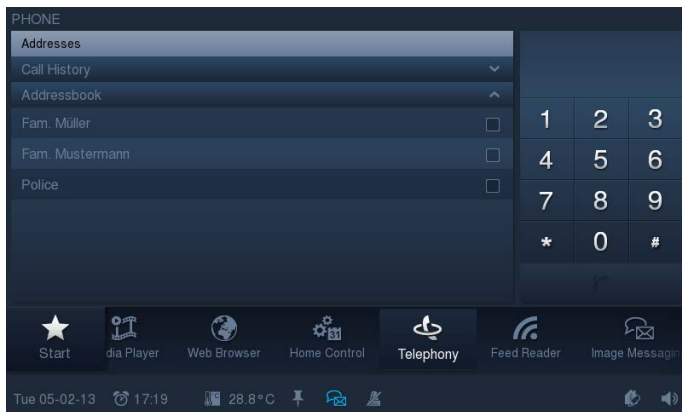 PHONE
Addresses
Call History
Addressbook
Fam. Müller
Fam. Mustermann
Police
1 2 3
4 5 6
7 8 9
* 0 #
Start dia Player Web Browser Home Control Telephony Feed Reader Image Messagin
Tue 05-02-13 17:19 28.8°C